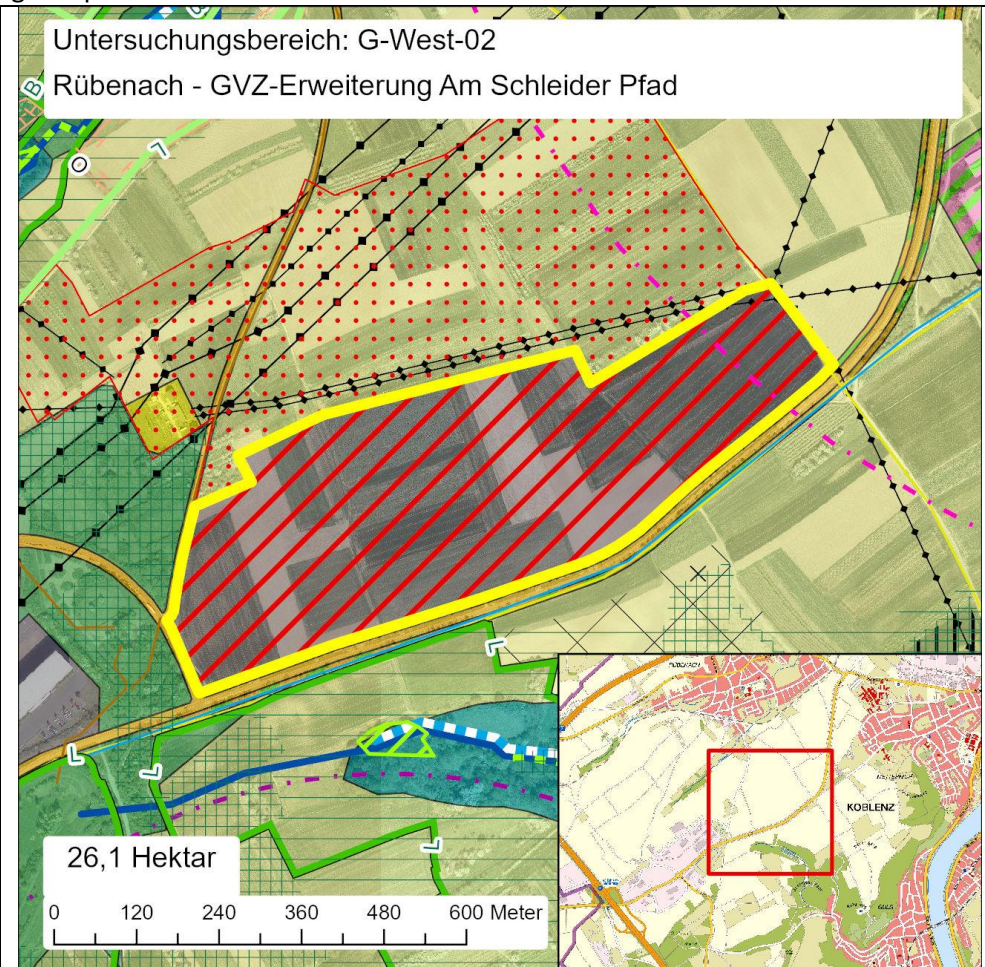 Untersuchungsbereich: G-West-02
Rübenach - GVZ-Erweiterung Am Schleider Pfad
B
L
L
L
L
L
26,1 Hektar
0 120 240 360 480 600 Meter
RÜBENACH
KOBLENZ